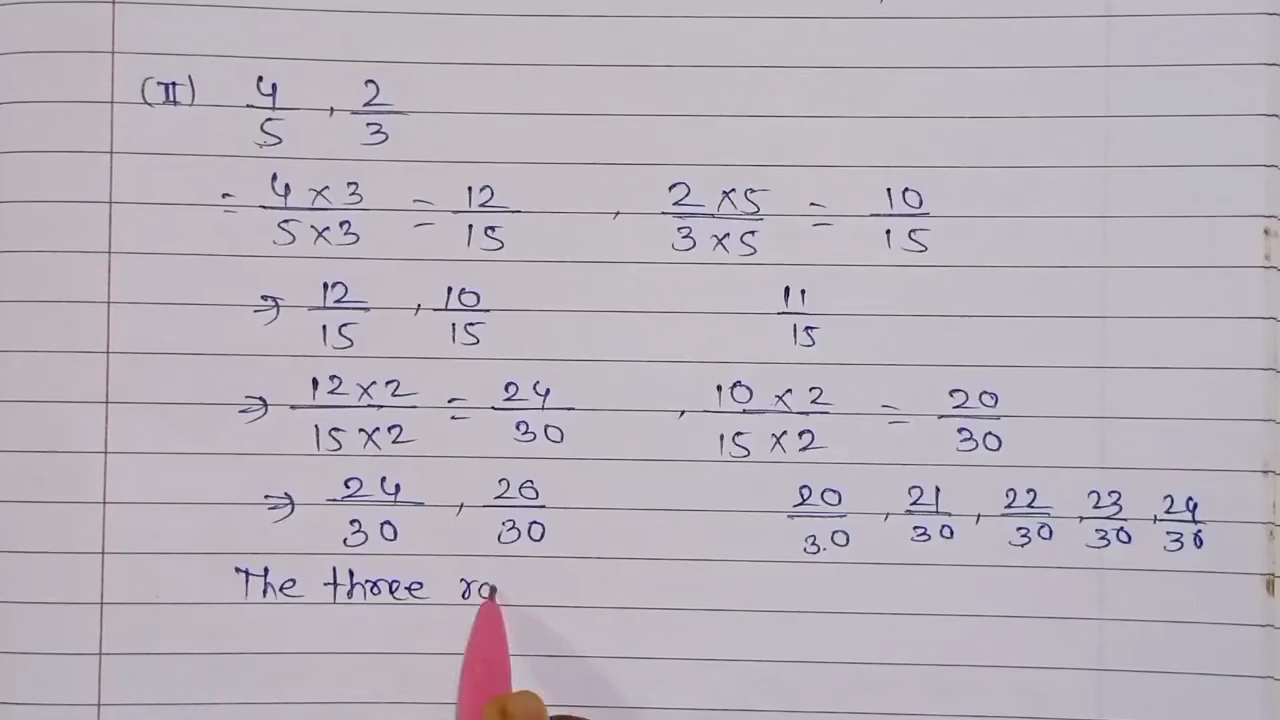 (II) 4/5 , 2/3
= 4 × 3 / 5 × 3 = 12/15 , 2 × 5 / 3 × 5 = 10/15
⇒ 12/15 , 10/15 11/15
⇒ 12 × 2 / 15 × 2 = 24/30 , 10 × 2 / 15 × 2 = 20/30
⇒ 24/30 , 20/30 20/30 , 21/30 , 22/30 , 23/30 , 24/30
The three ra